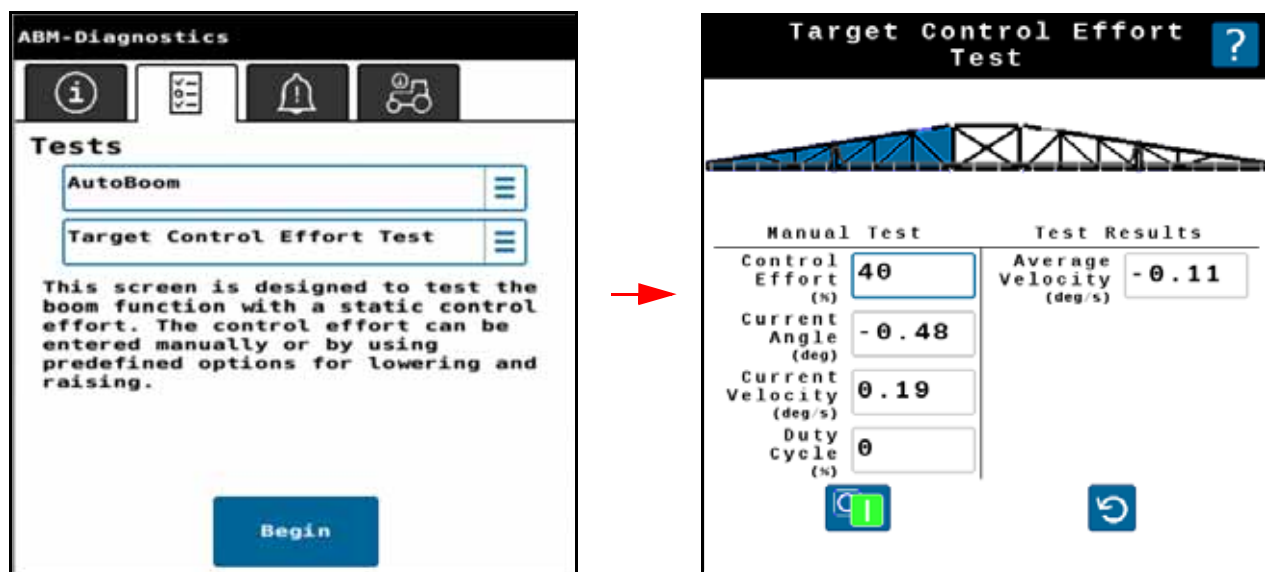 ABM-Diagnostics
Tests
AutoBoom
Target Control Effort Test
This screen is designed to test the
boom function with a static control
effort. The control effort can be
entered manually or by using
predefined options for lowering and
raising.
Begin
Target Control Effort
Test
?
Manual Test
Control
Effort
(%)
40
Current
Angle
(deg)
-0.48
Current
Velocity
(deg/s)
0.19
Duty
Cycle
(%)
0
Test Results
Average
Velocity
(deg/s)
-0.11